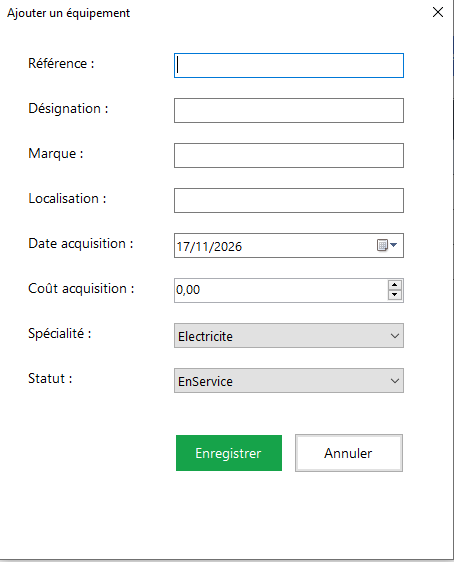 Ajouter un équipement
Référence :
Désignation :
Marque :
Localisation :
Date acquisition : 17/11/2026
Coût acquisition : 0,00
Spécialité : Electricite
Statut : EnService
Enregistrer Annuler